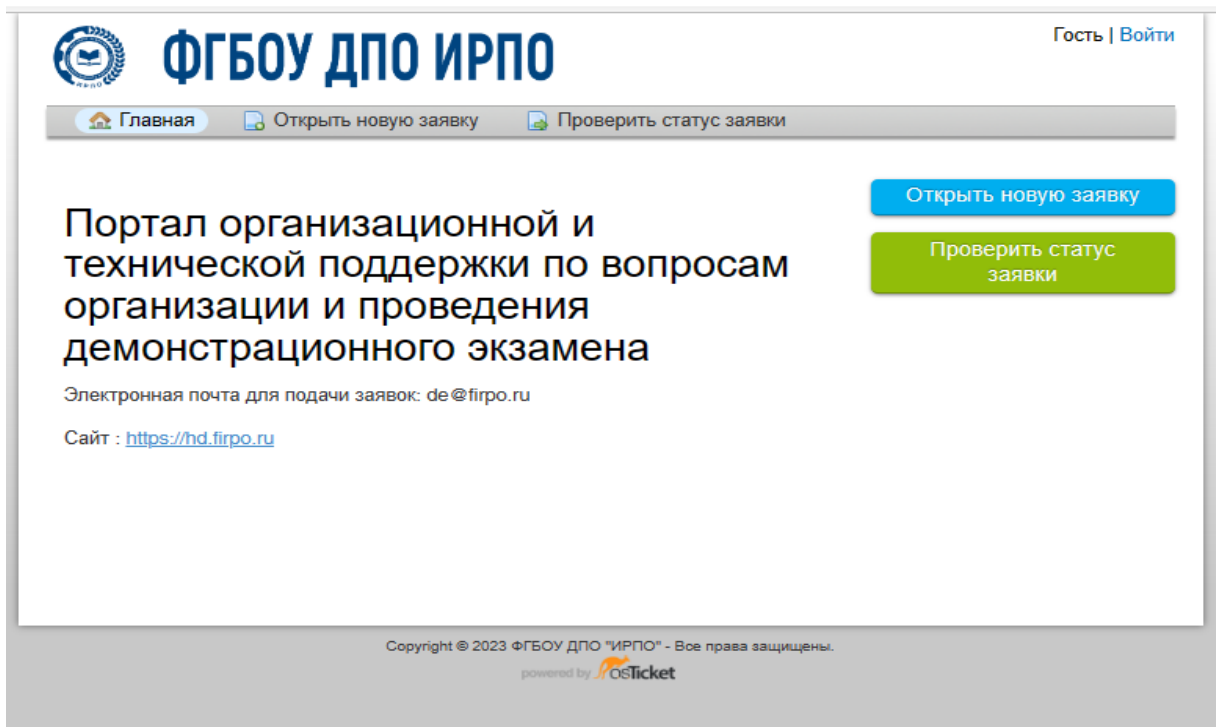 ИРПО
ФГБОУ ДПО ИРПО
Гость | Войти
Главная
Открыть новую заявку
Проверить статус заявки
Открыть новую заявку
Проверить статус
заявки
Портал организационной и
технической поддержки по вопросам
организации и проведения
демонстрационного экзамена
Электронная почта для подачи заявок: de@firpo.ru
Сайт : https://hd.firpo.ru
Copyright © 2023 ФГБОУ ДПО "ИРПО" - Все права защищены.
powered by osTicket